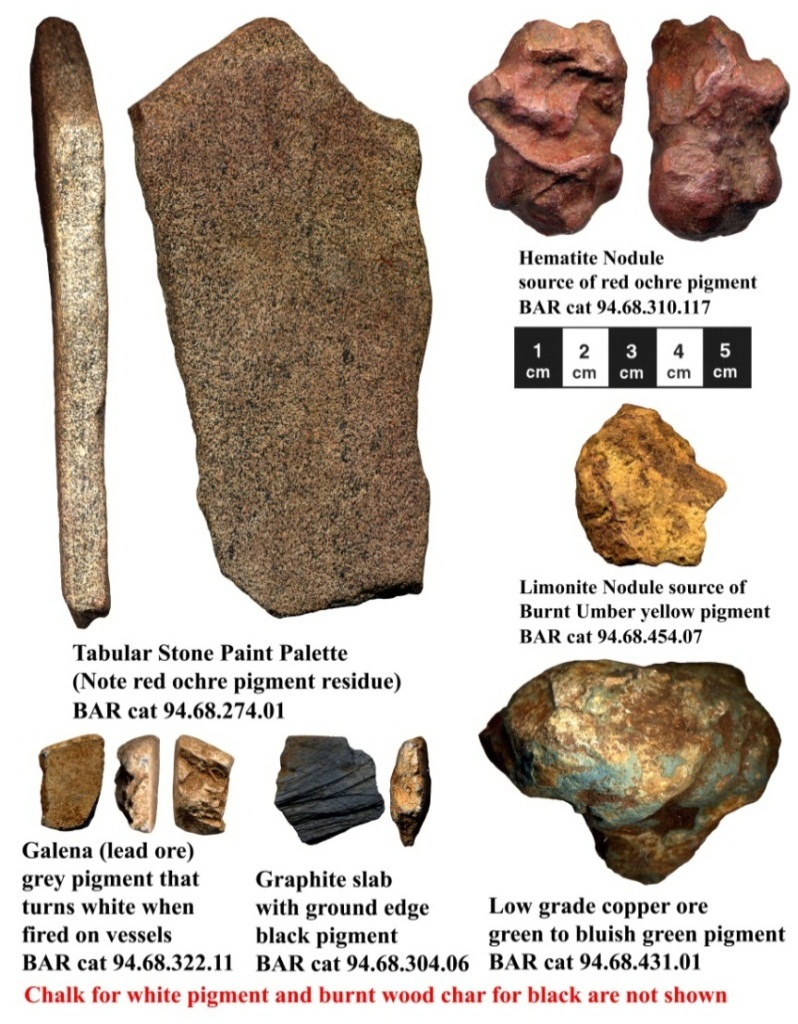 Hematite Nodule
source of red ochre pigment
BAR cat 94.68.310.117
1 2 3 4 5
cm cm cm cm cm
Limonite Nodule source of
Burnt Umber yellow pigment
BAR cat 94.68.454.07
Tabular Stone Paint Palette
(Note red ochre pigment residue)
BAR cat 94.68.274.01
Galena (lead ore)
grey pigment that
turns white when
fired on vessels
BAR cat 94.68.322.11
Graphite slab
with ground edge
black pigment
BAR cat 94.68.304.06
Low grade copper ore
green to bluish green pigment
BAR cat 94.68.431.01
Chalk for white pigment and burnt wood char for black are not shown